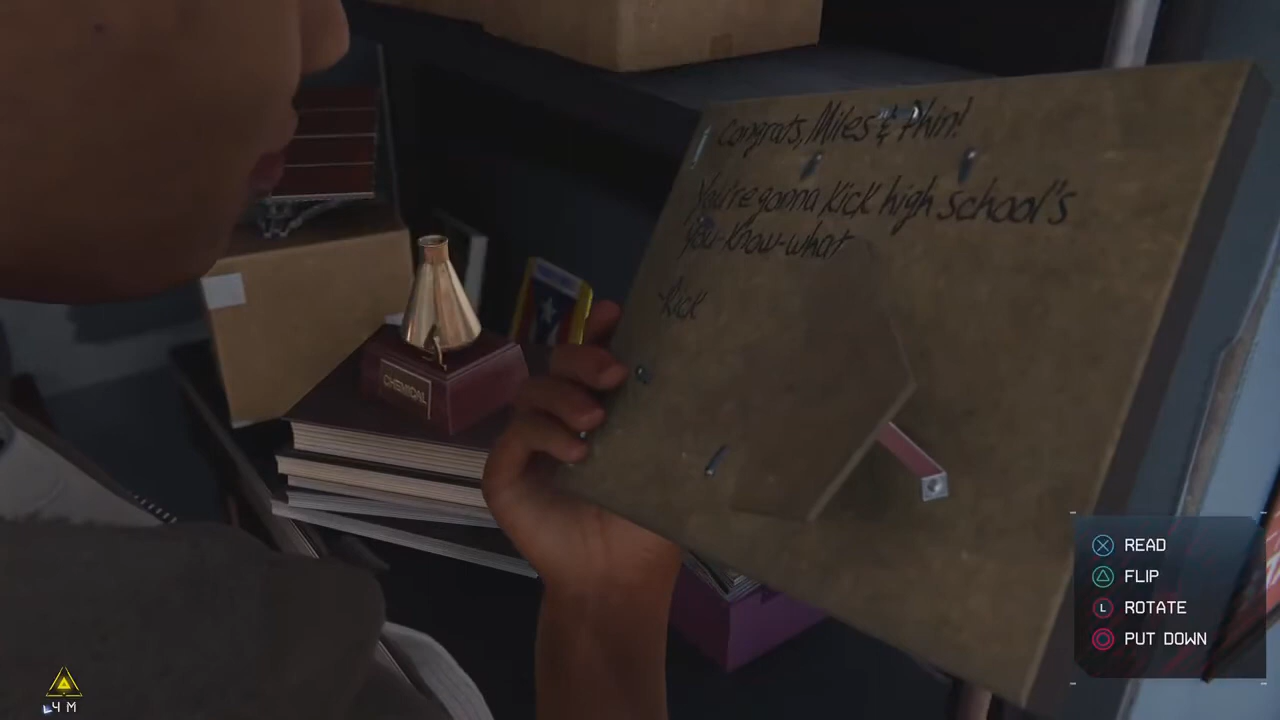 Congrats, Miles & Phin!
You're gonna kick high school's
you-know-what
-Rick
CHEMICAL
READ
FLIP
L ROTATE
PUT DOWN
4 M